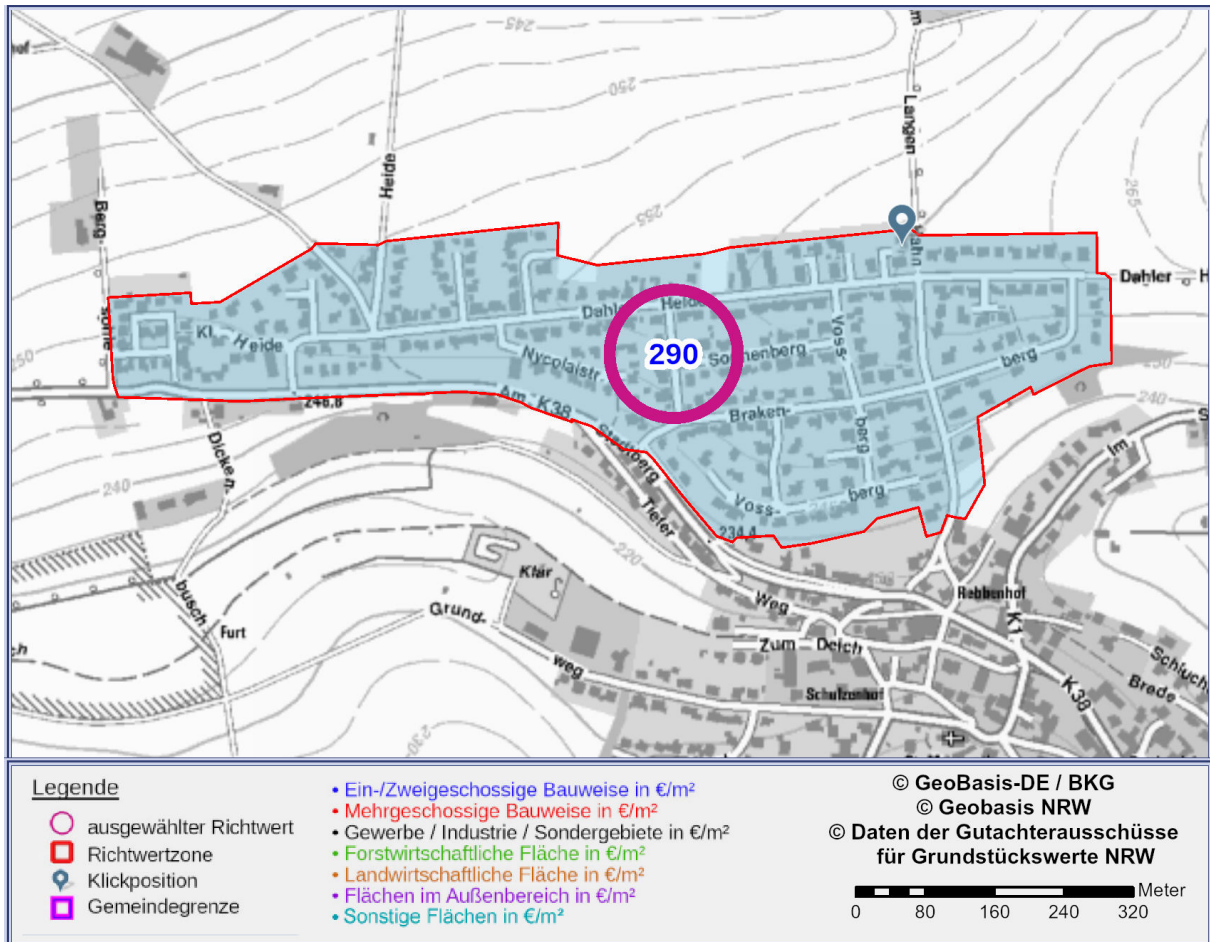 245
250
255
265
Heide
Langen
Hahn
Berg-
Dahler
H
Dahler
Heide
Kl.
Heide
290
Sonnenberg
Nycolaistr.
Voss-
berg
berg
250
246,8
Am
K38
Braken-
250
240
Dicken
Stadtberg
Im
S
240
Voss-
berg
Tiefer
234,4
220
busch
Klär
Furt
Grund-
weg
Weg
Rebbenhof
K1
Zum
Deich
Schulzenhof
Schlucht
Brede
K38
230
Legende
ausgewählter Richtwert
Richtwertzone
Klickposition
Gemeindegrenze
• Ein-/Zweigeschossige Bauweise in €/m²
• Mehrgeschossige Bauweise in €/m²
• Gewerbe / Industrie / Sondergebiete in €/m²
• Forstwirtschaftliche Fläche in €/m²
• Landwirtschaftliche Fläche in €/m²
• Flächen im Außenbereich in €/m²
• Sonstige Flächen in €/m²
© GeoBasis-DE / BKG
© Geobasis NRW
© Daten der Gutachterausschüsse
für Grundstückswerte NRW
Meter
0 80 160 240 320